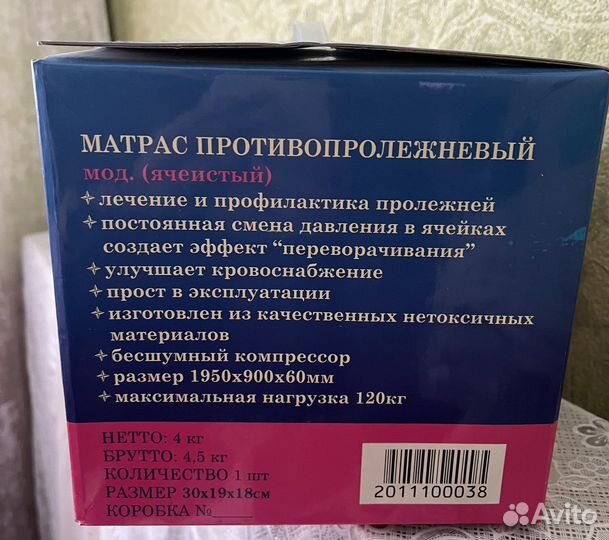 МАТРАС ПРОТИВОПРОЛЕЖНЕВЫЙ
мод. (ячеистый)
лечение и профилактика пролежней
постоянная смена давления в ячейках
создает эффект “переворачивания”
улучшает кровоснабжение
прост в эксплуатации
изготовлен из качественных нетоксичных
материалов
бесшумный компрессор
размер 1950х900х60мм
максимальная нагрузка 120кг
НЕТТО: 4 кг
БРУТТО: 4,5 кг
КОЛИЧЕСТВО 1 шт
РАЗМЕР 30х19х18см
КОРОБКА №
2011100038
Avito